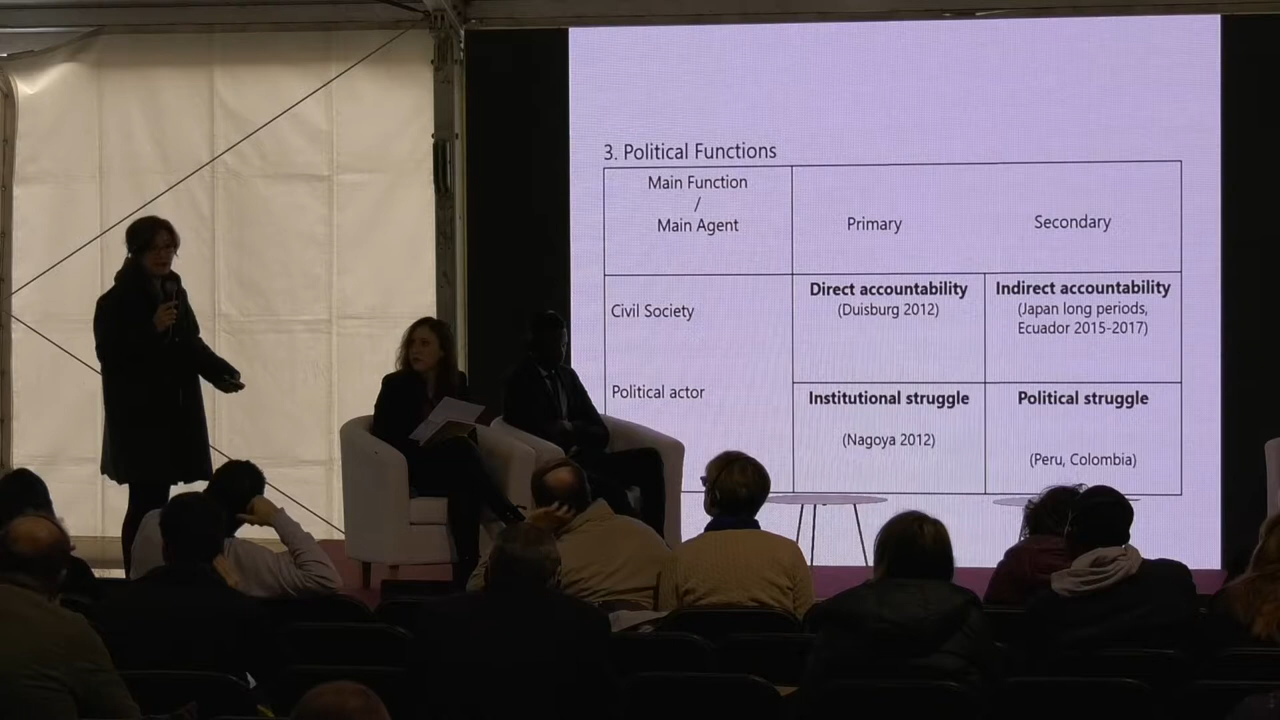 3. Political Functions
Main Function
/
Main Agent
Primary
Secondary
Civil Society
Direct accountability
(Duisburg 2012)
Indirect accountability
(Japan long periods,
Ecuador 2015-2017)
Political actor
Institutional struggle
(Nagoya 2012)
Political struggle
(Peru, Colombia)